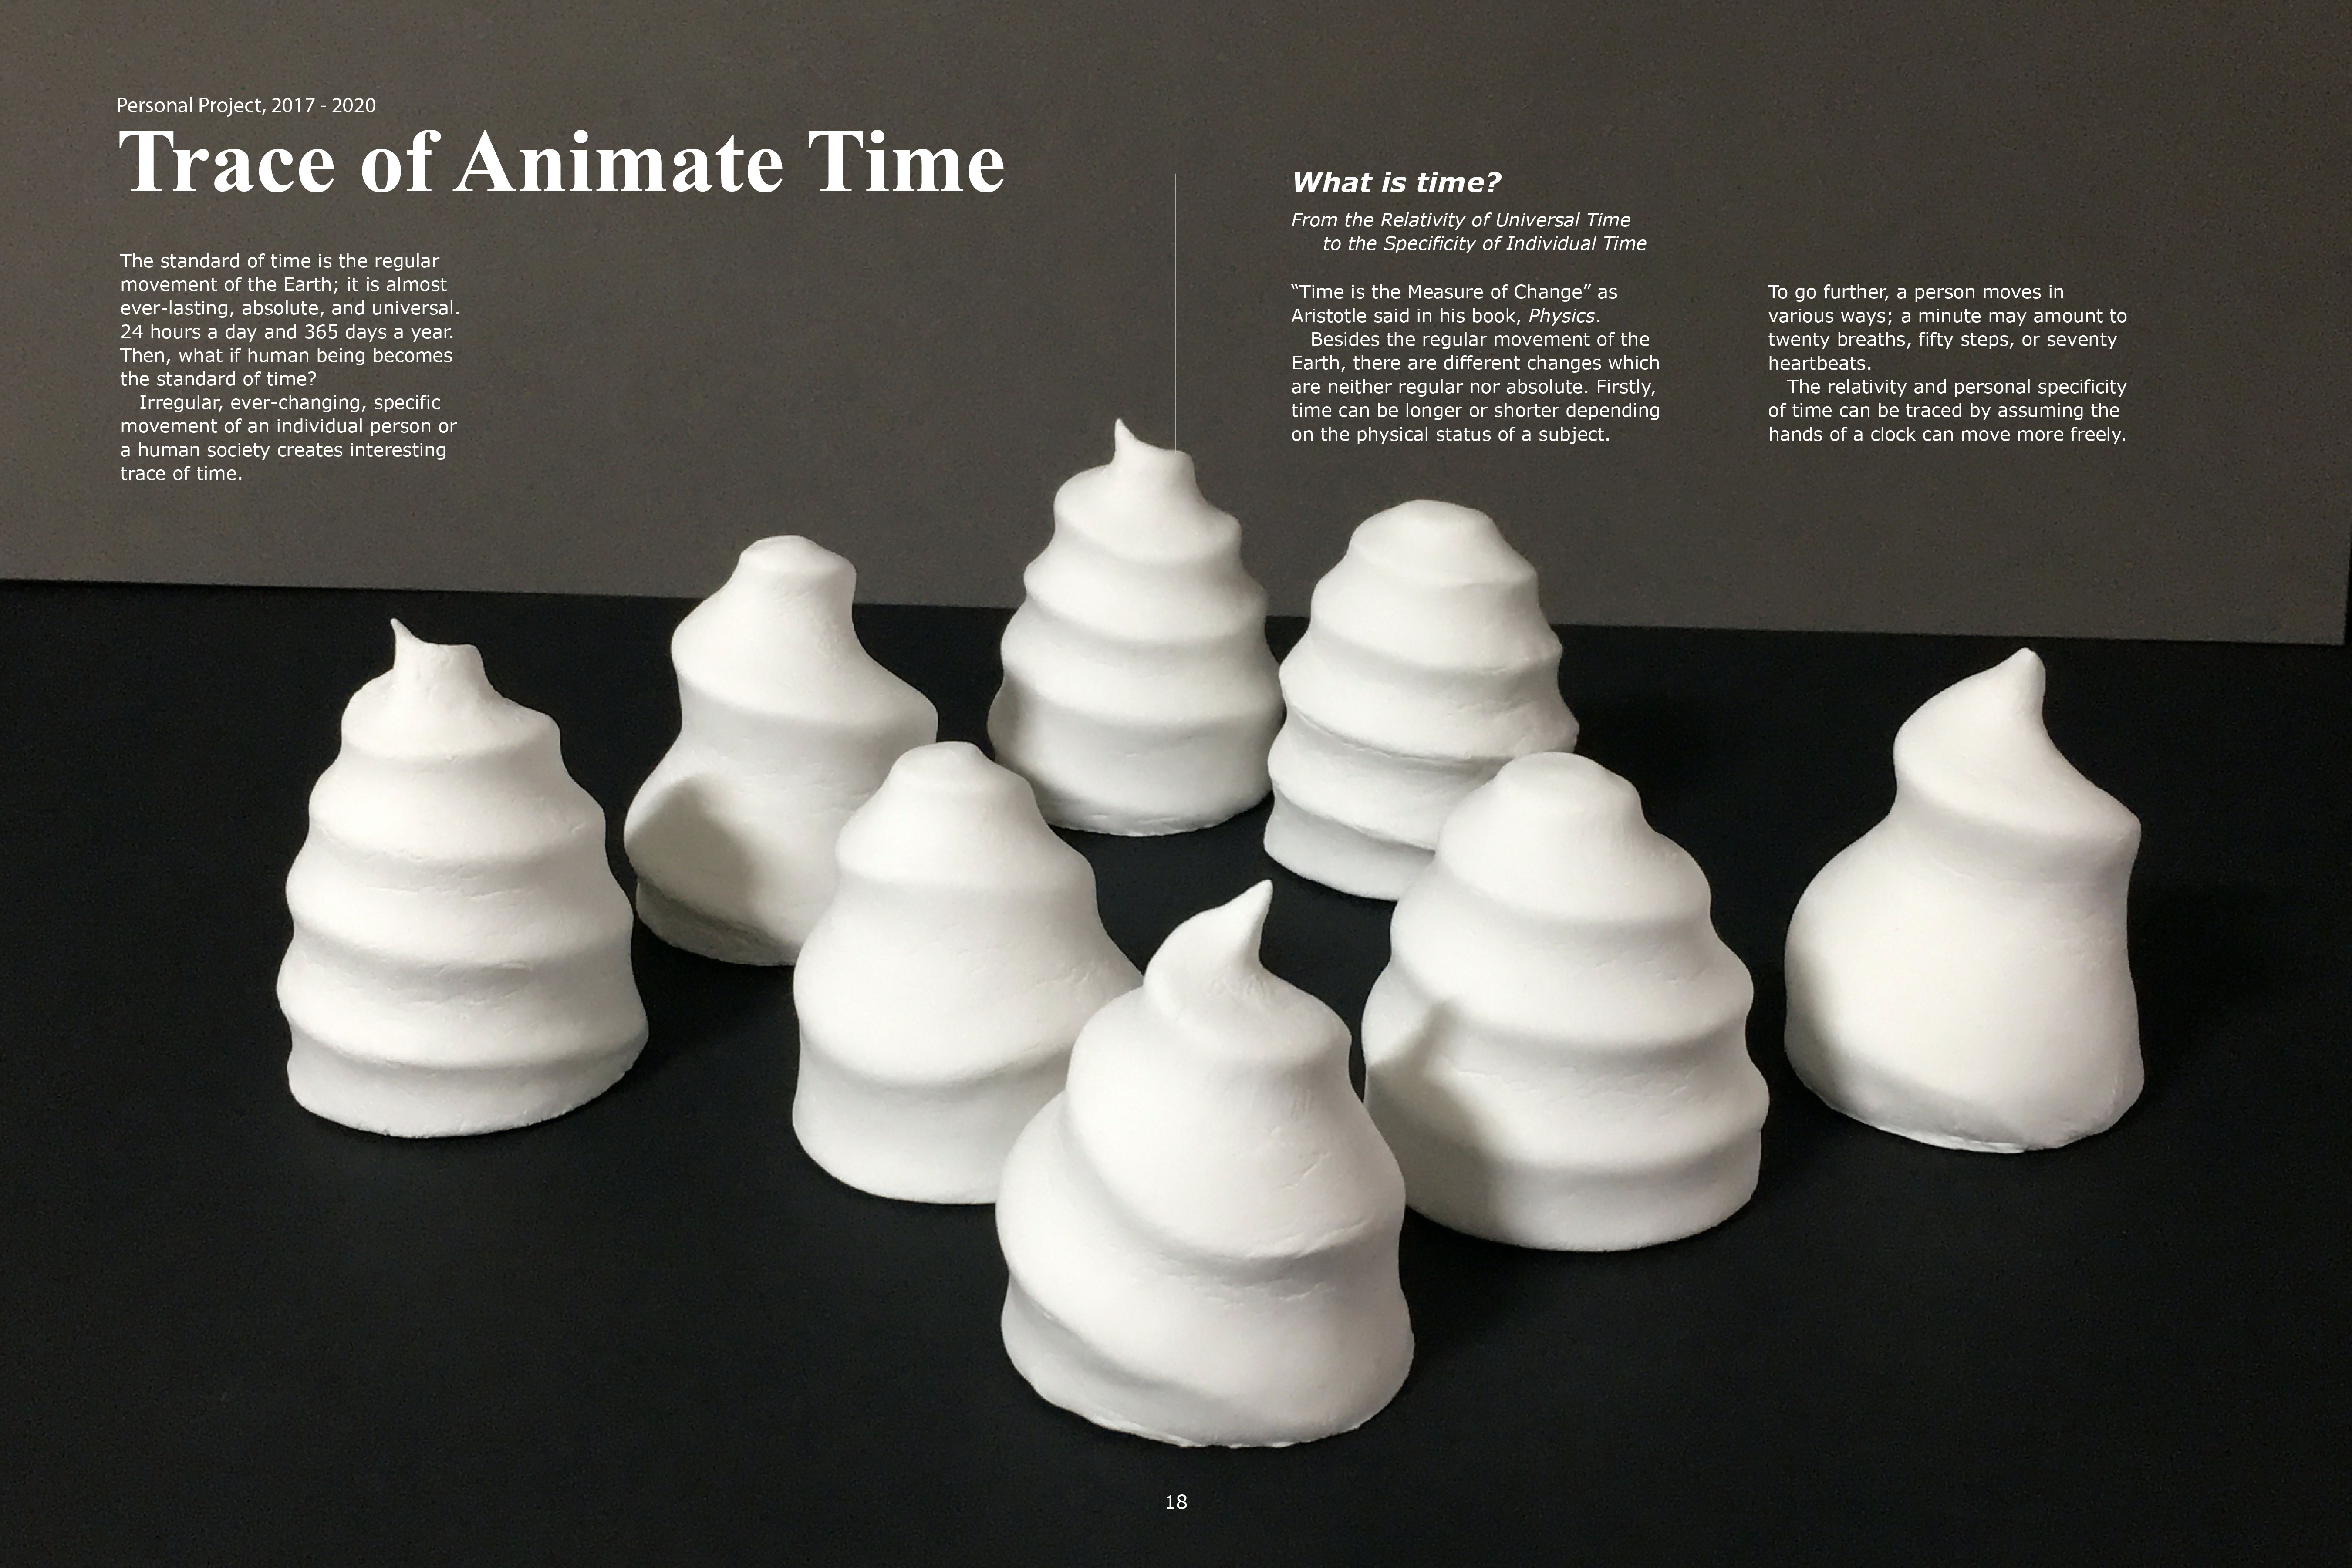 Personal Project, 2017 - 2020
Trace of Animate Time
The standard of time is the regular
movement of the Earth; it is almost
ever-lasting, absolute, and universal.
24 hours a day and 365 days a year.
Then, what if human being becomes
the standard of time?
Irregular, ever-changing, specific
movement of an individual person or
a human society creates interesting
trace of time.
What is time?
From the Relativity of Universal Time
to the Specificity of Individual Time
“Time is the Measure of Change” as
Aristotle said in his book, Physics.
Besides the regular movement of the
Earth, there are different changes which
are neither regular nor absolute. Firstly,
time can be longer or shorter depending
on the physical status of a subject.
To go further, a person moves in
various ways; a minute may amount to
twenty breaths, fifty steps, or seventy
heartbeats.
The relativity and personal specificity
of time can be traced by assuming the
hands of a clock can move more freely.
18